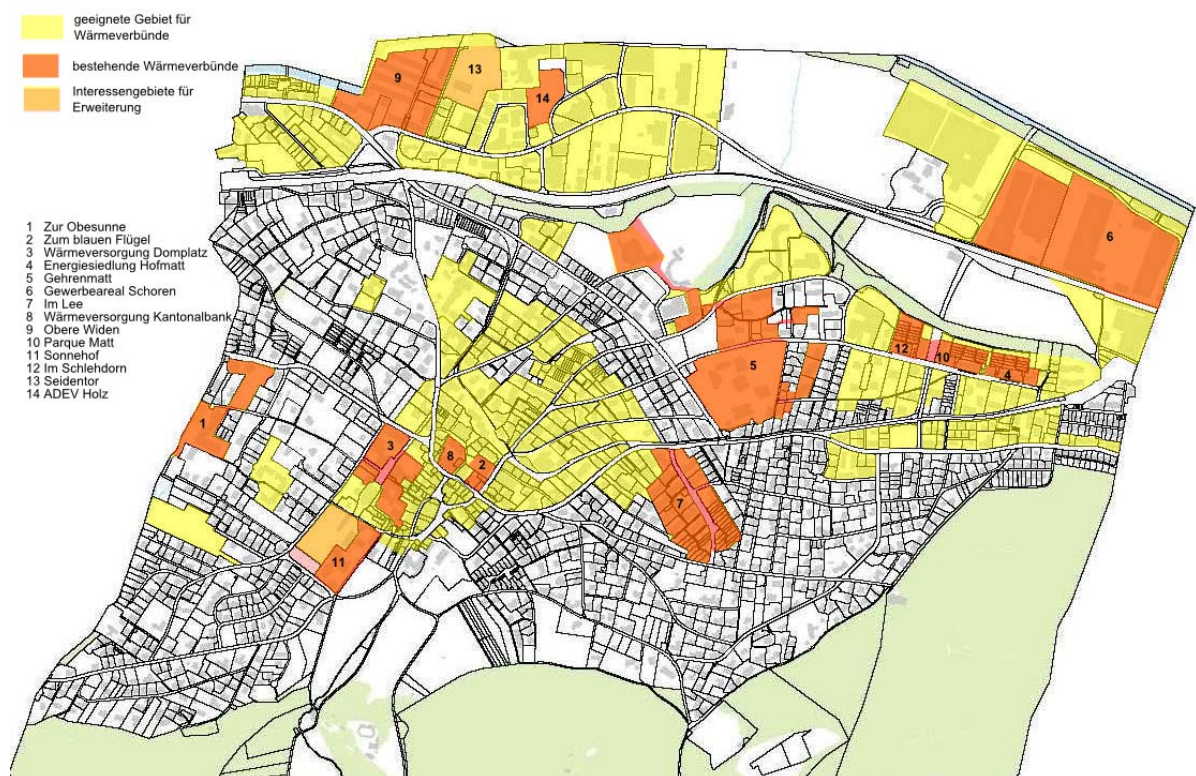 geeignete Gebiet für
Wärmeverbünde
bestehende Wärmeverbünde
Interessengebiete für
Erweiterung
1 Zur Obesunne
2 Zum blauen Flügel
3 Wärmeversorgung Domplatz
4 Energiesiedlung Hofmatt
5 Gehrenmatt
6 Gewerbeareal Schoren
7 Im Lee
8 Wärmeversorgung Kantonalbank
9 Obere Widen
10 Parque Matt
11 Sonnehof
12 Im Schlehdorn
13 Seidentor
14 ADEV Holz
9
13
14
6
12
10
4
5
1
3
8
2
7
11